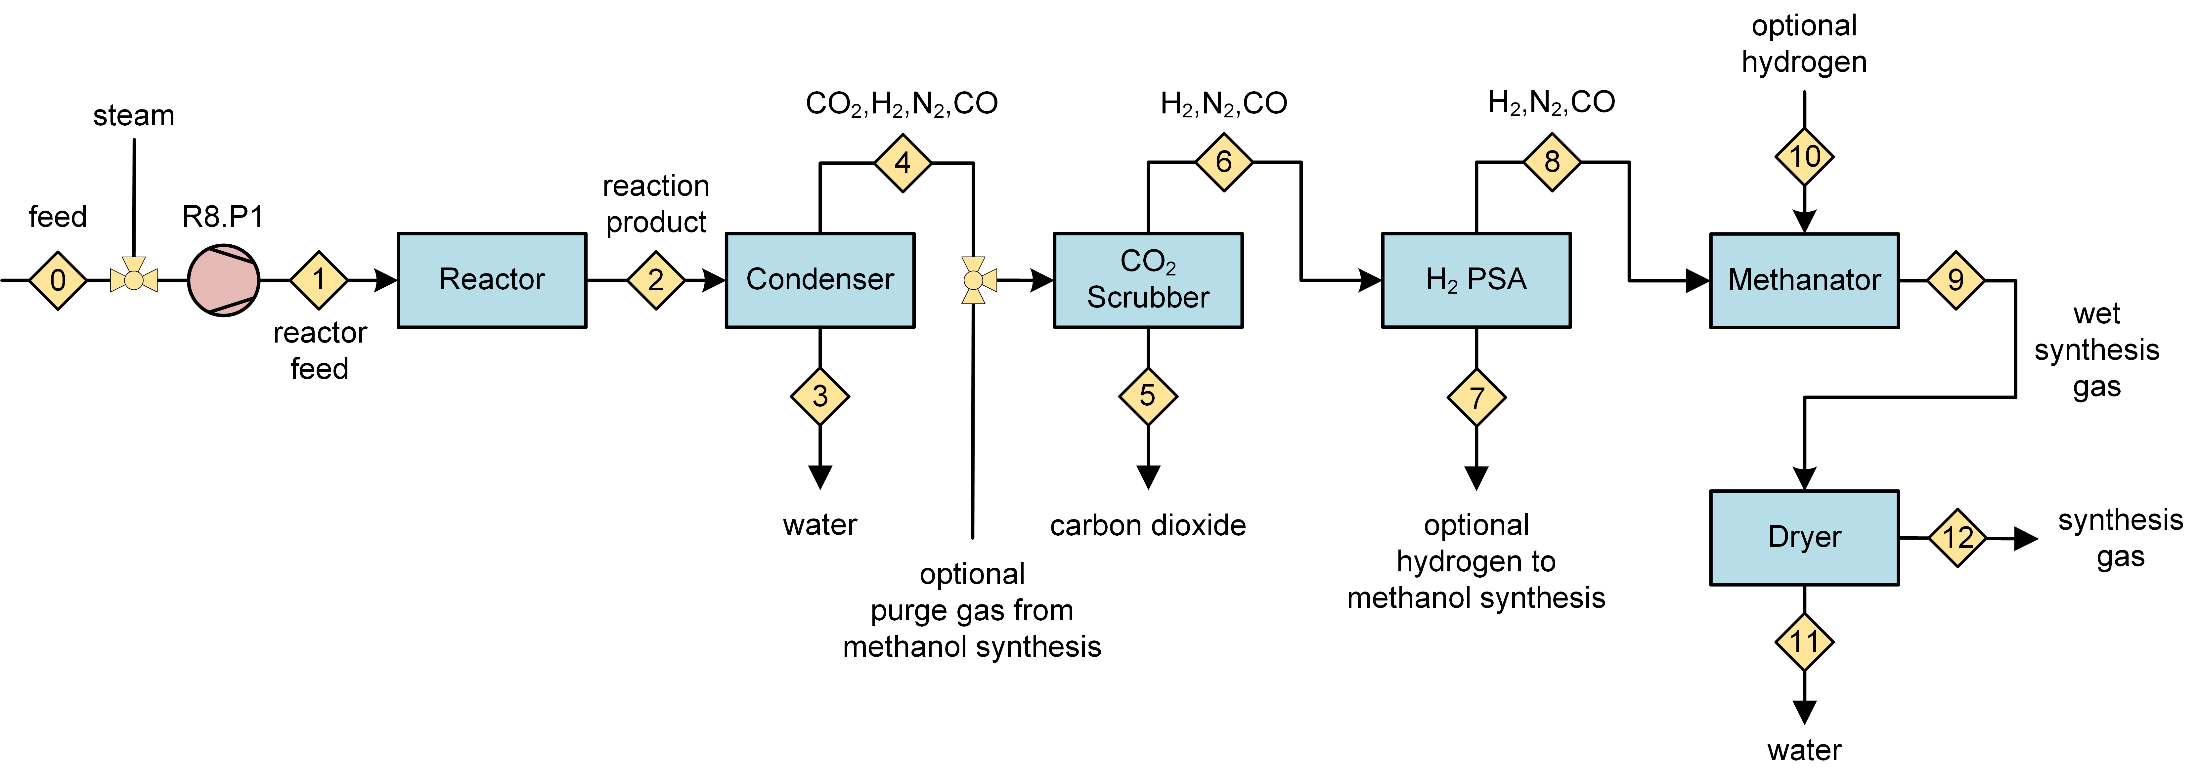 optional
hydrogen
CO₂,H₂,N₂,CO
H₂,N₂,CO
H₂,N₂,CO
steam
4
6
8
10
feed
R8.P1
reaction
product
0
1
Reactor
2
Condenser
CO₂
Scrubber
H₂ PSA
Methanator
9
reactor
feed
wet
synthesis
gas
3
5
7
water
carbon dioxide
optional
hydrogen to
methanol synthesis
Dryer
12
synthesis
gas
optional
purge gas from
methanol synthesis
11
water